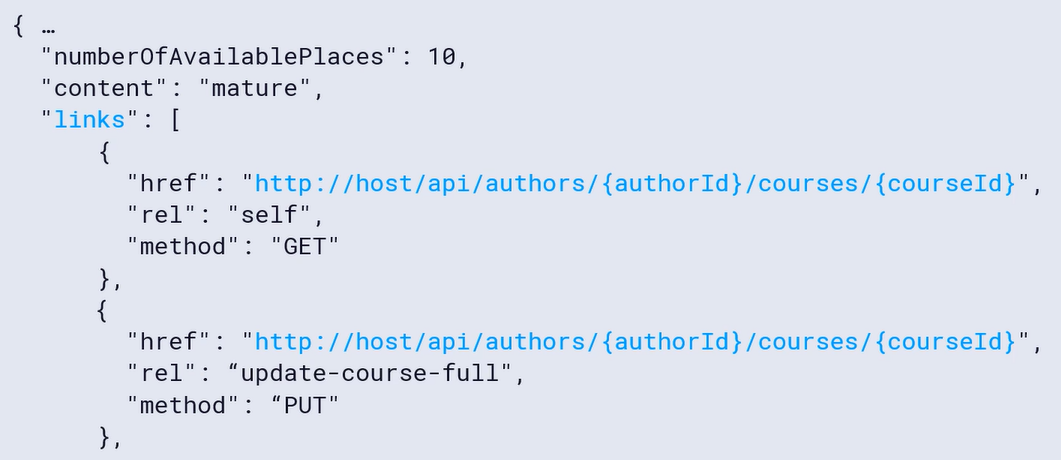 { …
"numberOfAvailablePlaces": 10,
"content": "mature",
"links": [
{
"href": "http://host/api/authors/{authorId}/courses/{courseId}",
"rel": "self",
"method": "GET"
},
{
"href": "http://host/api/authors/{authorId}/courses/{courseId}",
"rel": “update-course-full",
"method": “PUT"
},